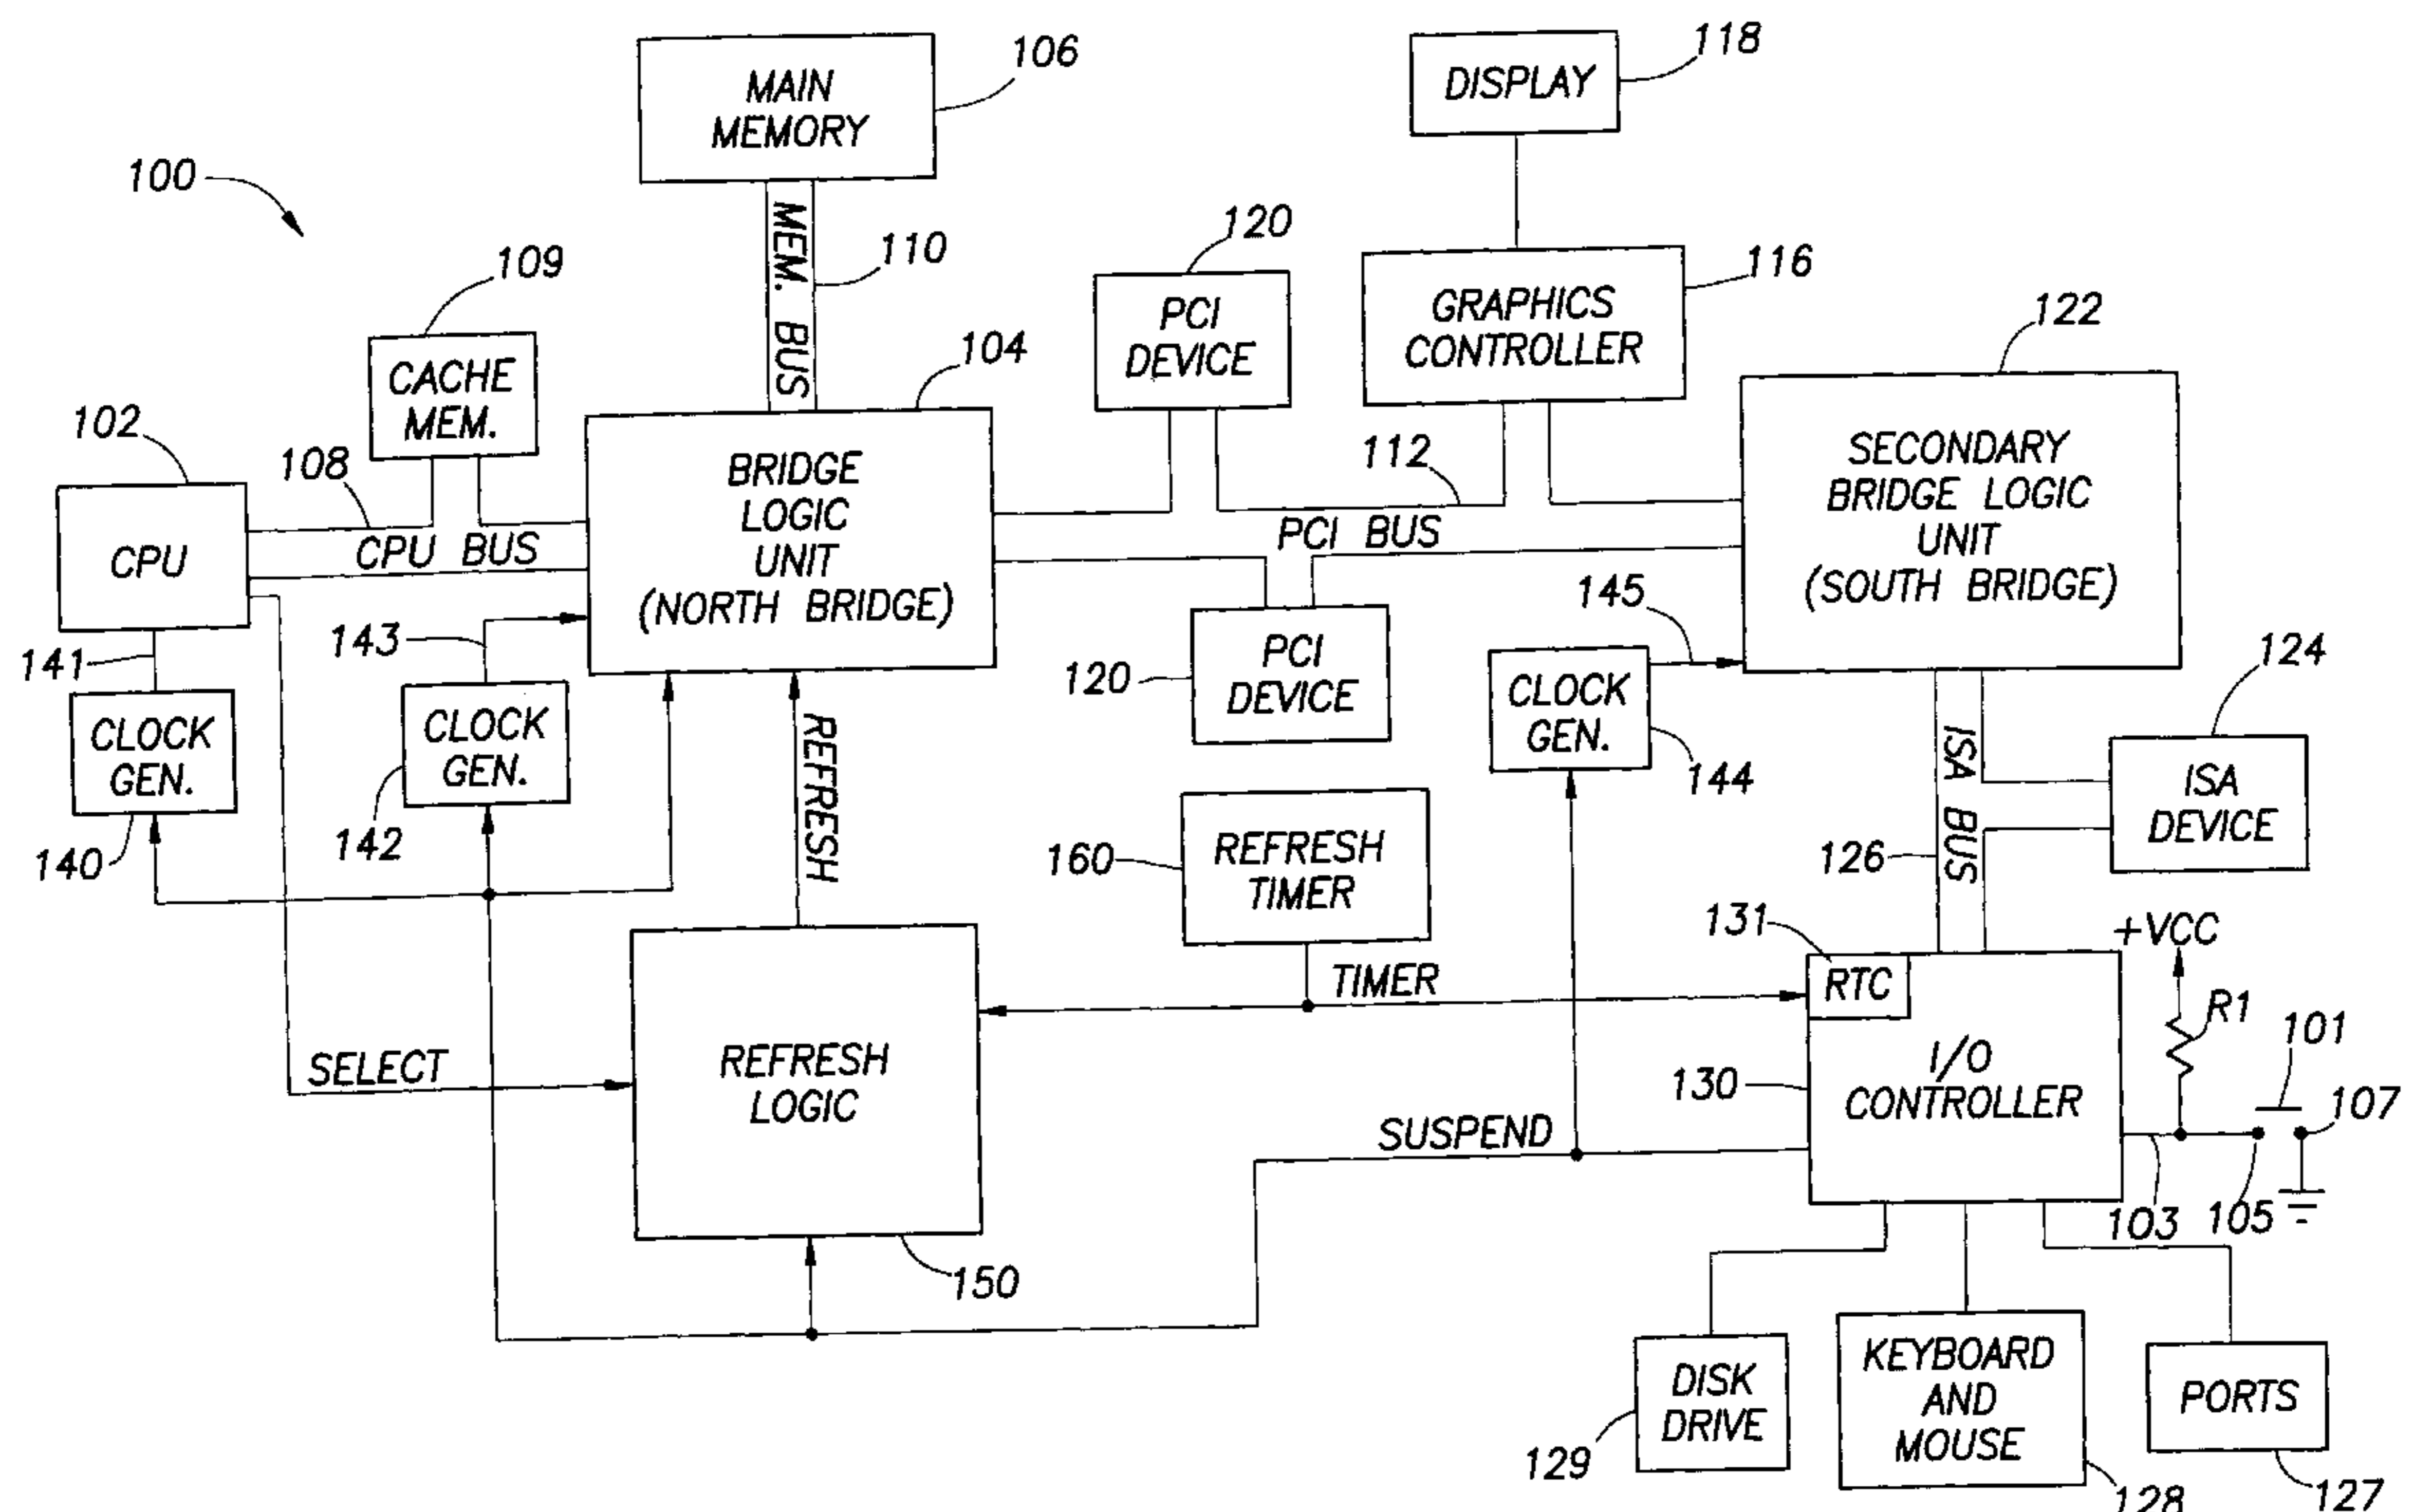 MAIN
MEMORY
106
DISPLAY
118
100
MEM. BUS
110
120
PCI
DEVICE
GRAPHICS
CONTROLLER
116
109
CACHE
MEM.
104
122
102
108
CPU
CPU BUS
BRIDGE
LOGIC
UNIT
(NORTH BRIDGE)
112
PCI BUS
SECONDARY
BRIDGE LOGIC
UNIT
(SOUTH BRIDGE)
141
143
145
120
PCI
DEVICE
CLOCK
GEN.
140
CLOCK
GEN.
142
REFRESH
CLOCK
GEN.
144
ISA BUS
124
ISA
DEVICE
126
160
REFRESH
TIMER
TIMER
131
RTC
+VCC
R1
101
107
SELECT
REFRESH
LOGIC
150
SUSPEND
130
I/O
CONTROLLER
103
105
DISK
DRIVE
129
KEYBOARD
AND
MOUSE
128
PORTS
127